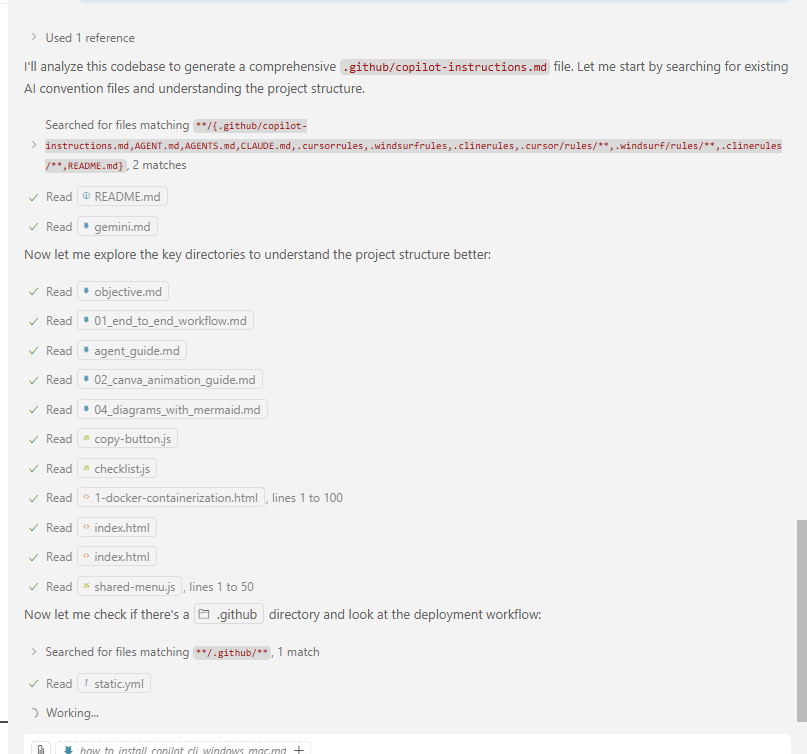 Used 1 reference
I'll analyze this codebase to generate a comprehensive .github/copilot-instructions.md file. Let me start by searching for existing
AI convention files and understanding the project structure.
Searched for files matching **/{.github/copilot-
instructions.md,AGENT.md,AGENTS.md,CLAUDE.md,.cursorrules,.windsurfrules,.clinerules,.cursor/rules/**,.windsurf/rules/**,.clinerules
/**,README.md}, 2 matches
Read README.md
Read gemini.md
Now let me explore the key directories to understand the project structure better:
Read objective.md
Read 01_end_to_end_workflow.md
Read agent_guide.md
Read 02_canva_animation_guide.md
Read 04_diagrams_with_mermaid.md
Read JS copy-button.js
Read JS checklist.js
Read 1-docker-containerization.html, lines 1 to 100
Read index.html
Read index.html
Read JS shared-menu.js, lines 1 to 50
Now let me check if there's a .github directory and look at the deployment workflow:
Searched for files matching **/.github/**, 1 match
Read ! static.yml
Working...
how_to_install_copilot_cli_windows_mac.md